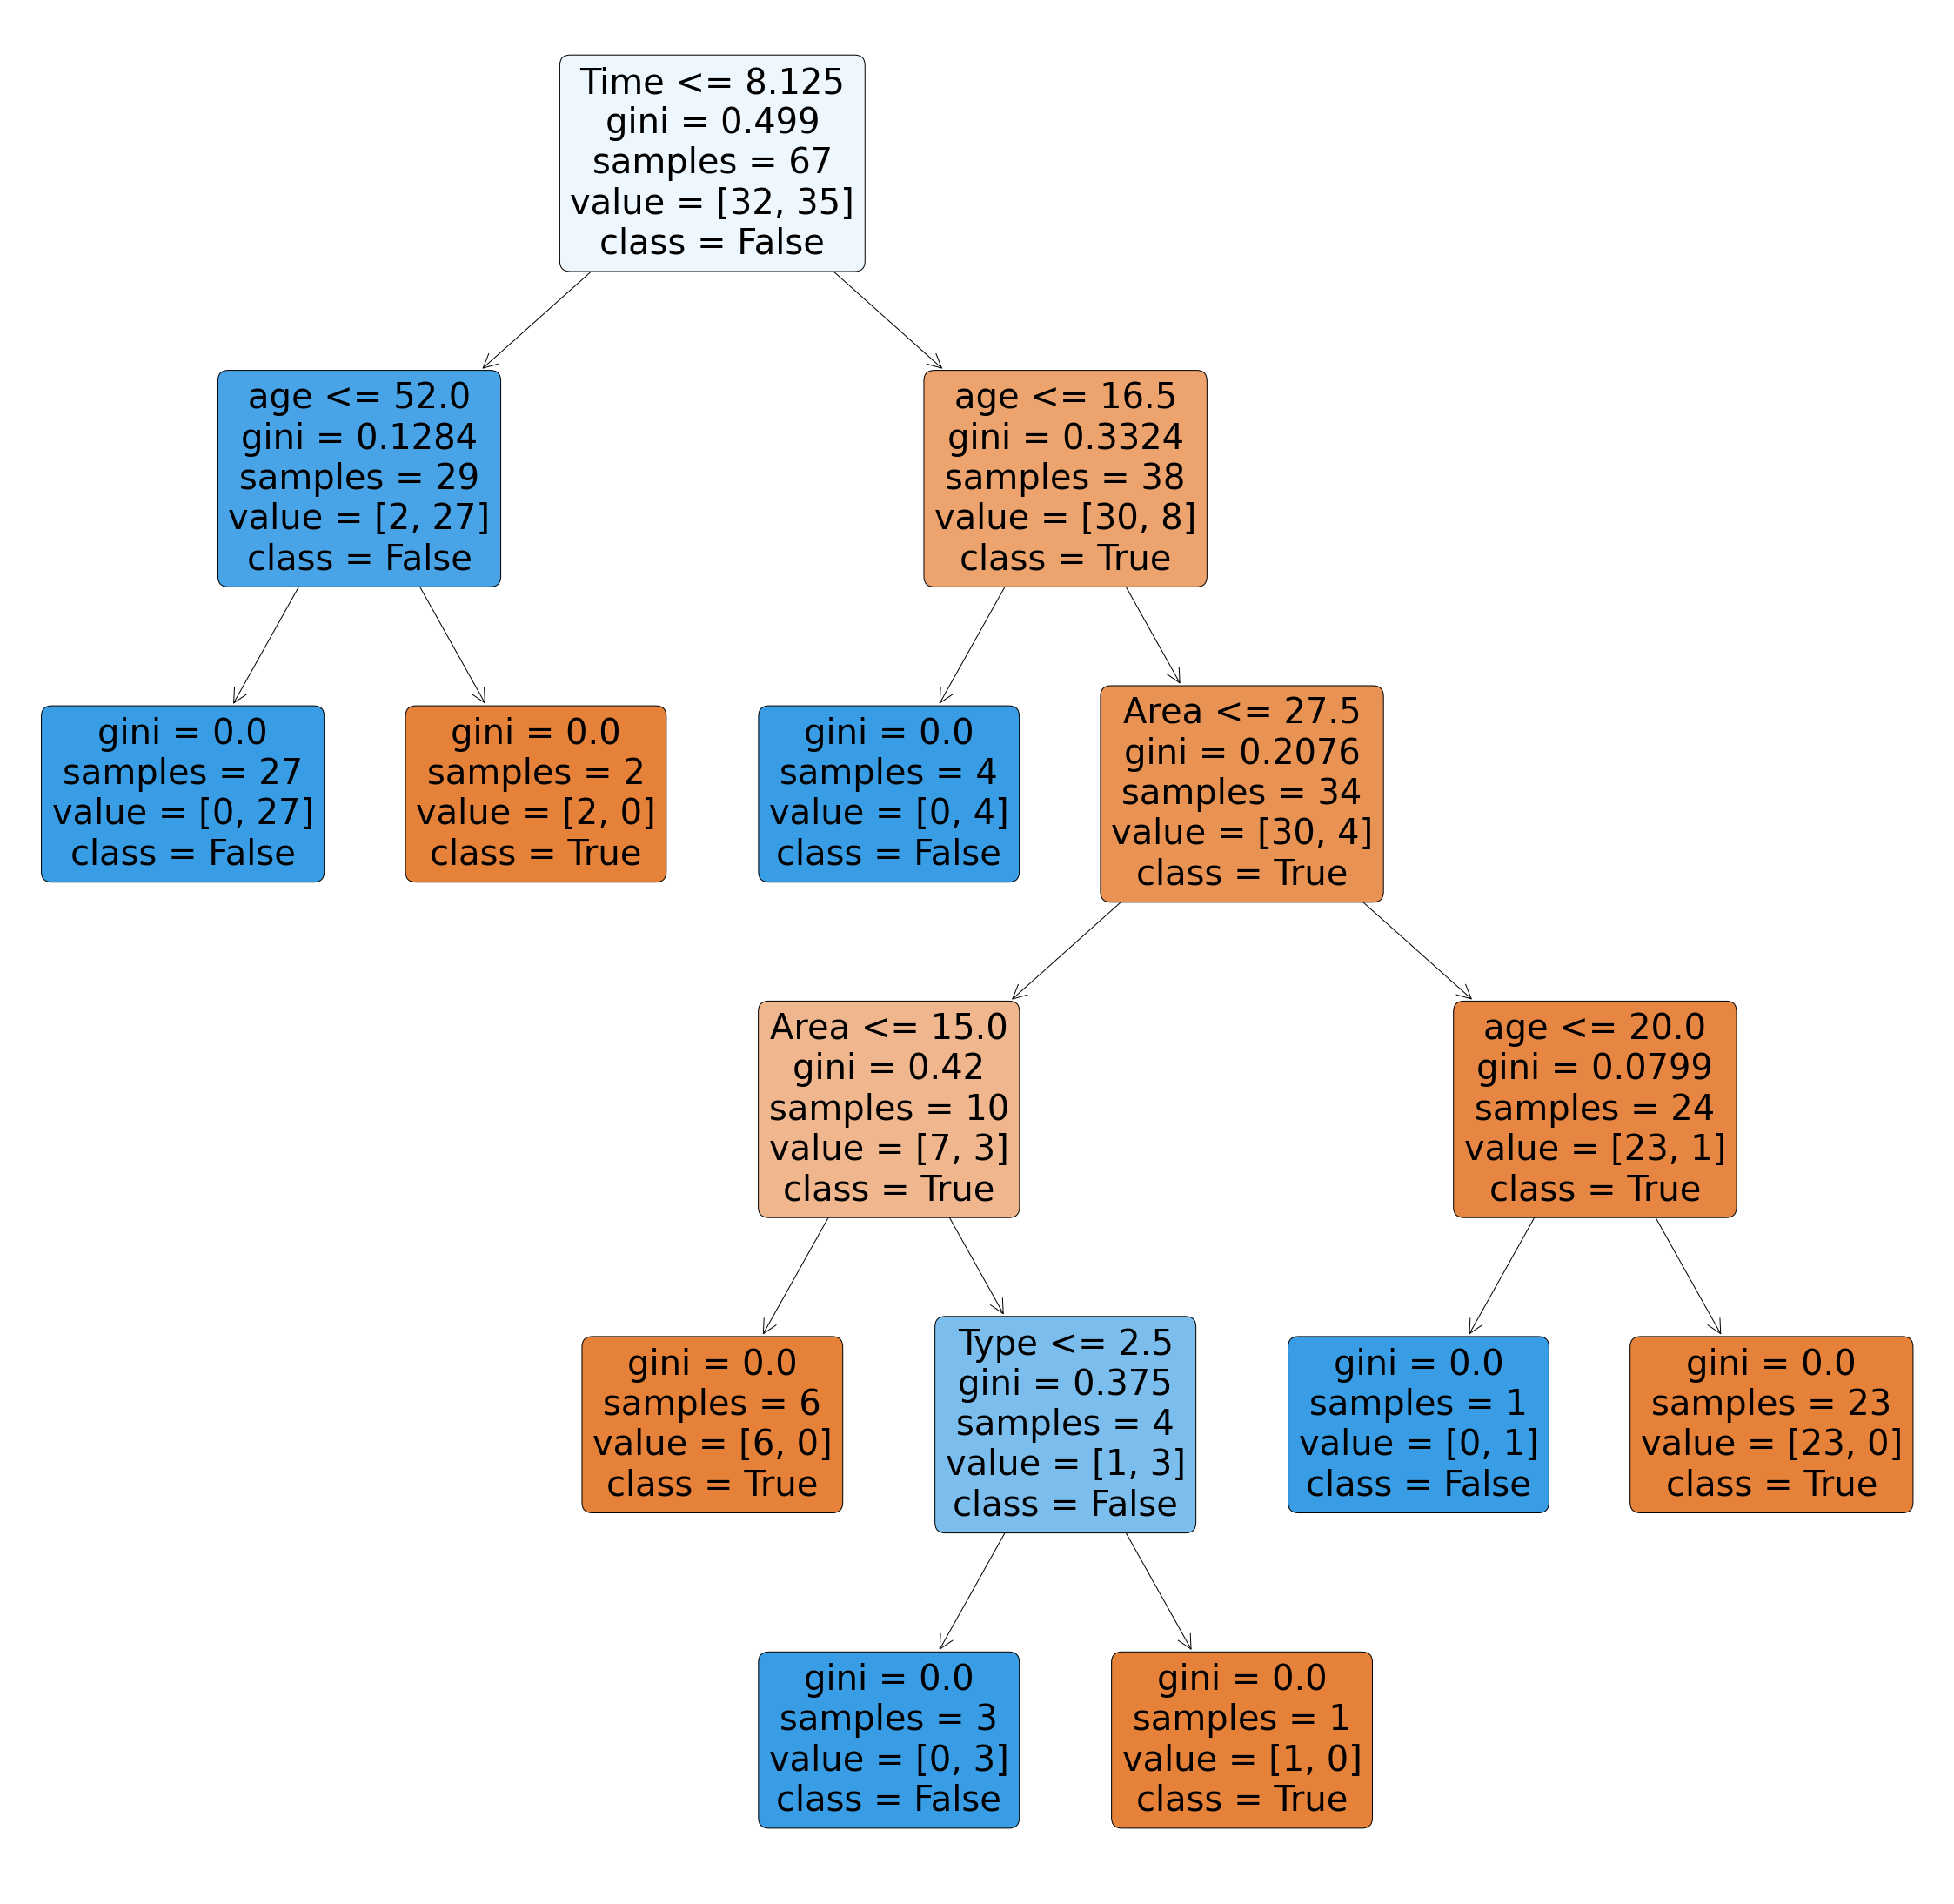 Time <= 8.125
gini = 0.499
samples = 67
value = [32, 35]
class = False
age <= 52.0
gini = 0.1284
samples = 29
value = [2, 27]
class = False
age <= 16.5
gini = 0.3324
samples = 38
value = [30, 8]
class = True
gini = 0.0
samples = 27
value = [0, 27]
class = False
gini = 0.0
samples = 2
value = [2, 0]
class = True
gini = 0.0
samples = 4
value = [0, 4]
class = False
Area <= 27.5
gini = 0.2076
samples = 34
value = [30, 4]
class = True
Area <= 15.0
gini = 0.42
samples = 10
value = [7, 3]
class = True
age <= 20.0
gini = 0.0799
samples = 24
value = [23, 1]
class = True
gini = 0.0
samples = 6
value = [6, 0]
class = True
Type <= 2.5
gini = 0.375
samples = 4
value = [1, 3]
class = False
gini = 0.0
samples = 1
value = [0, 1]
class = False
gini = 0.0
samples = 23
value = [23, 0]
class = True
gini = 0.0
samples = 3
value = [0, 3]
class = False
gini = 0.0
samples = 1
value = [1, 0]
class = True